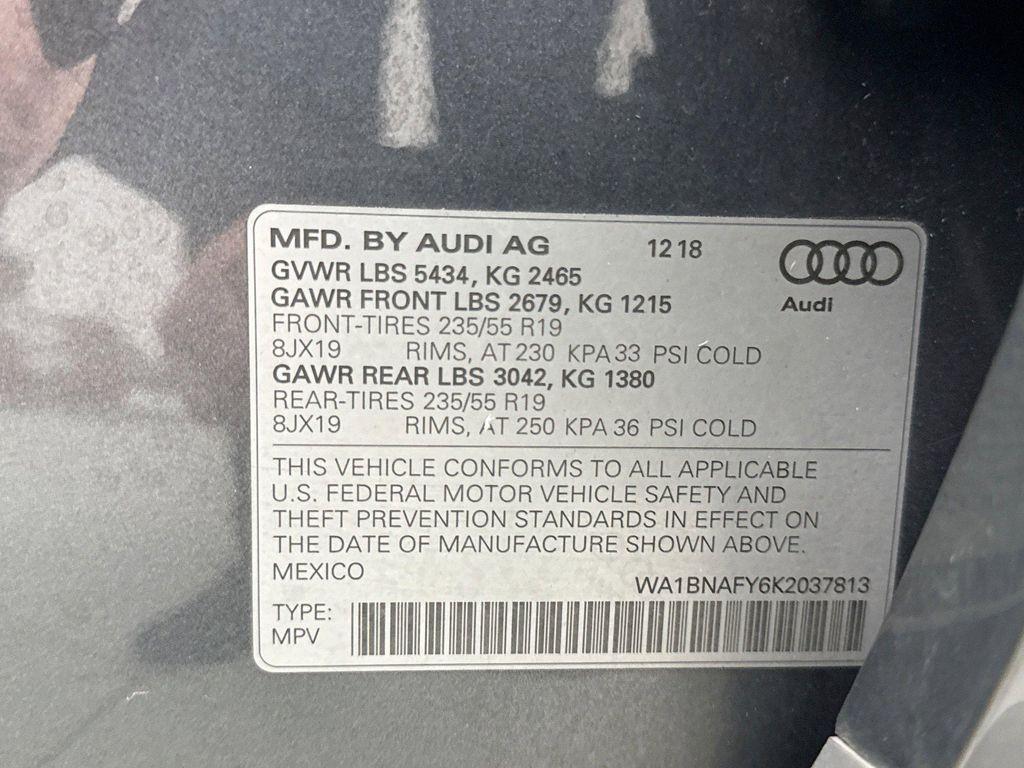 MFD. BY AUDI AG 12 18
GVWR LBS 5434, KG 2465
GAWR FRONT LBS 2679, KG 1215
Audi
FRONT-TIRES 235/55 R19
8JX19 RIMS, AT 230 KPA 33 PSI COLD
GAWR REAR LBS 3042, KG 1380
REAR-TIRES 235/55 R19
8JX19 RIMS, AT 250 KPA 36 PSI COLD
THIS VEHICLE CONFORMS TO ALL APPLICABLE
U.S. FEDERAL MOTOR VEHICLE SAFETY AND
THEFT PREVENTION STANDARDS IN EFFECT ON
THE DATE OF MANUFACTURE SHOWN ABOVE.
MEXICO
WA1BNAFY6K2037813
TYPE:
MPV